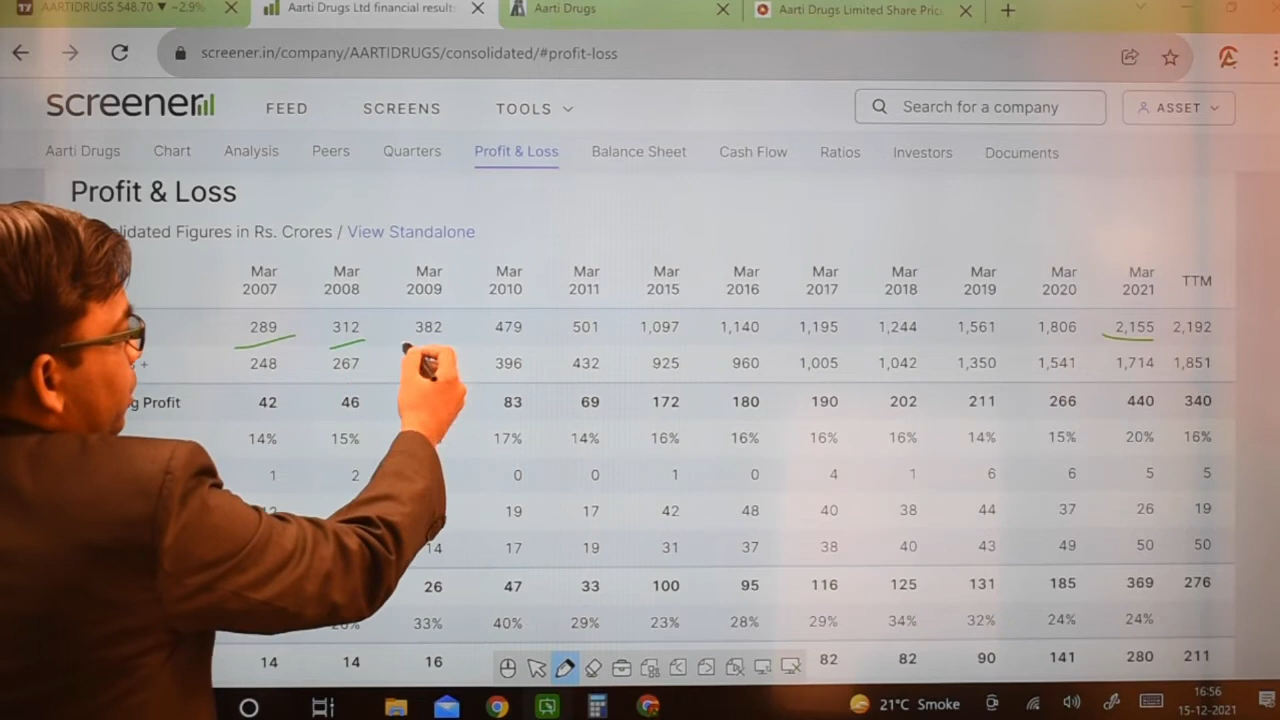 AARTIDRUGS 548.70 ▼ −2.9% Aarti Drugs Ltd financial results Aarti Drugs Aarti Drugs Limited Share Pric
screener.in/company/AARTIDRUGS/consolidated/#profit-loss
screener FEED SCREENS TOOLS Search for a company ASSET
Aarti Drugs Chart Analysis Peers Quarters Profit & Loss Balance Sheet Cash Flow Ratios Investors Documents
Profit & Loss
lidated Figures in Rs. Crores / View Standalone
Mar Mar Mar Mar Mar Mar Mar Mar Mar Mar Mar Mar
2007 2008 2009 2010 2011 2015 2016 2017 2018 2019 2020 2021 TTM
289 312 382 479 501 1,097 1,140 1,195 1,244 1,561 1,806 2,155 2,192
+ 248 267 396 432 925 960 1,005 1,042 1,350 1,541 1,714 1,851
g Profit 42 46 83 69 172 180 190 202 211 266 440 340
14% 15% 17% 14% 16% 16% 16% 16% 14% 15% 20% 16%
1 2 0 0 1 0 4 1 6 6 5 5
19 17 42 48 40 38 44 37 26 19
14 17 19 31 37 38 40 43 49 50 50
26 47 33 100 95 116 125 131 185 369 276
33% 40% 29% 23% 28% 29% 34% 32% 24% 24%
14 14 16 82 82 90 141 280 211
21°C Smoke
16:56
15-12-2021